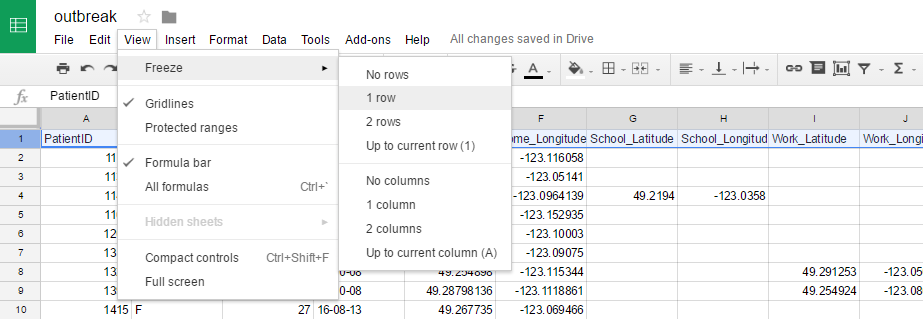 outbreak
File Edit View Insert Format Data Tools Add-ons Help All changes saved in Drive
fx PatientID
Freeze
Gridlines
Protected ranges
Formula bar
All formulas Ctrl+`
Hidden sheets
Compact controls Ctrl+Shift+F
Full screen
No rows
1 row
2 rows
Up to current row (1)
No columns
1 column
2 columns
Up to current column (A)
A F G H I J
1 PatientID ome_Longitude School_Latitude School_Longitud Work_Latitude Work_Longi
2 11 -123.116058
3 11 -123.05141
4 11 -123.0964139 49.2194 -123.0358
5 11 -123.152935
6 12 -123.10003
7 13 -123.09075
8 13 0-08 49.254898 -123.115344 49.291253 -123.05
9 13 0-08 49.28798136 -123.1118861 49.254924 -123.08
10 1415 F 27 16-08-13 49.267735 -123.069466